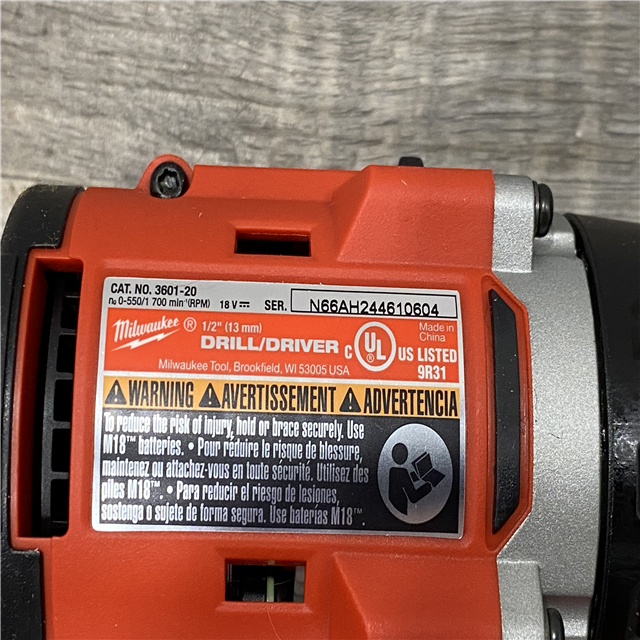 CAT. NO. 3601-20
n₀ 0-550/1 700 min⁻¹(RPM) 18 V⎓ SER. N66AH244610604
Milwaukee ® 1/2" (13 mm)
DRILL/DRIVER
Milwaukee Tool, Brookfield, WI 53005 USA
C UL ® US LISTED
9R31
Made in
China
WARNING AVERTISSEMENT ADVERTENCIA
To reduce the risk of injury, hold or brace securely. Use
M18™ batteries. • Pour réduire le risque de blessure,
maintenez ou attachez-vous en toute sécurité. Utilisez des
piles M18™. • Para reducir el riesgo de lesiones,
sostenga o sujete de forma segura. Use baterías M18™.